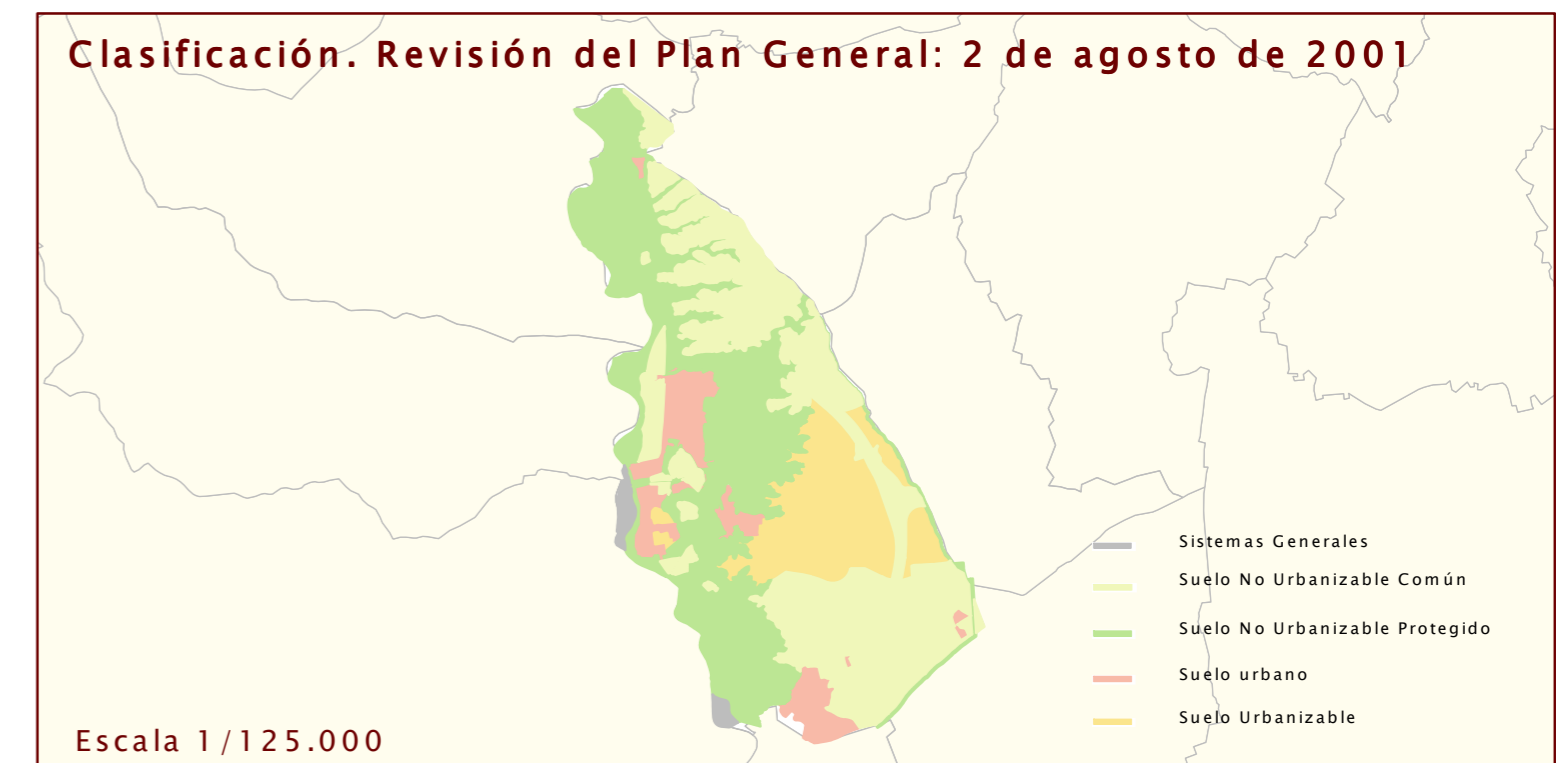 Clasificación. Revisión del Plan General: 2 de agosto de 2001
Sistemas Generales
Suelo No Urbanizable Común
Suelo No Urbanizable Protegido
Suelo urbano
Suelo Urbanizable
Escala 1/125.000